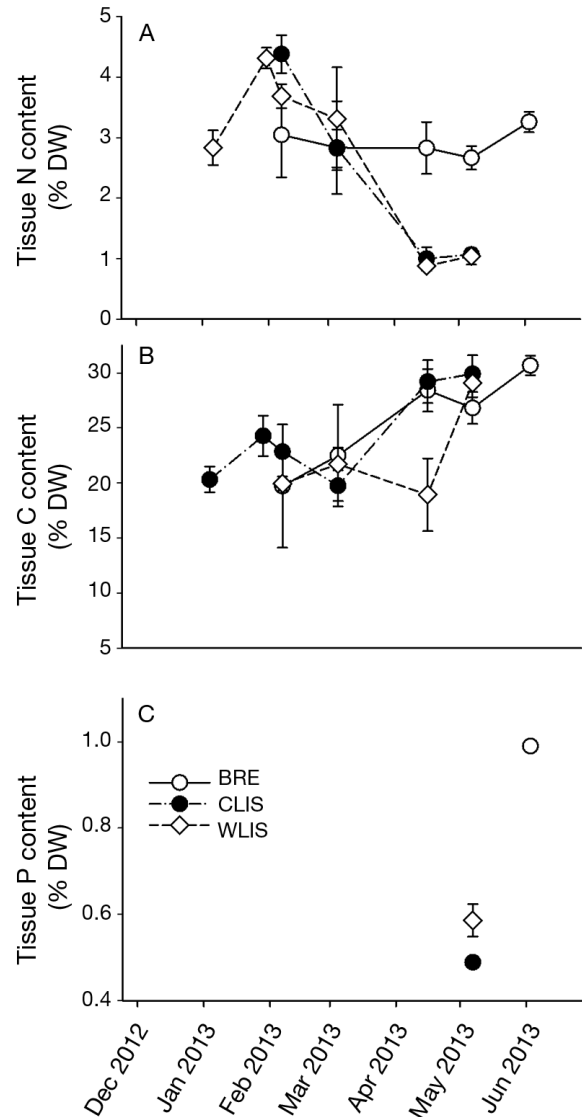 A
Tissue N content
(% DW)
5
4
3
2
1
0
B
Tissue C content
(% DW)
30
25
20
15
10
5
C
Tissue P content
(% DW)
1.0
0.8
0.6
0.4
BRE
CLIS
WLIS
Dec 2012
Jan 2013
Feb 2013
Mar 2013
Apr 2013
May 2013
Jun 2013